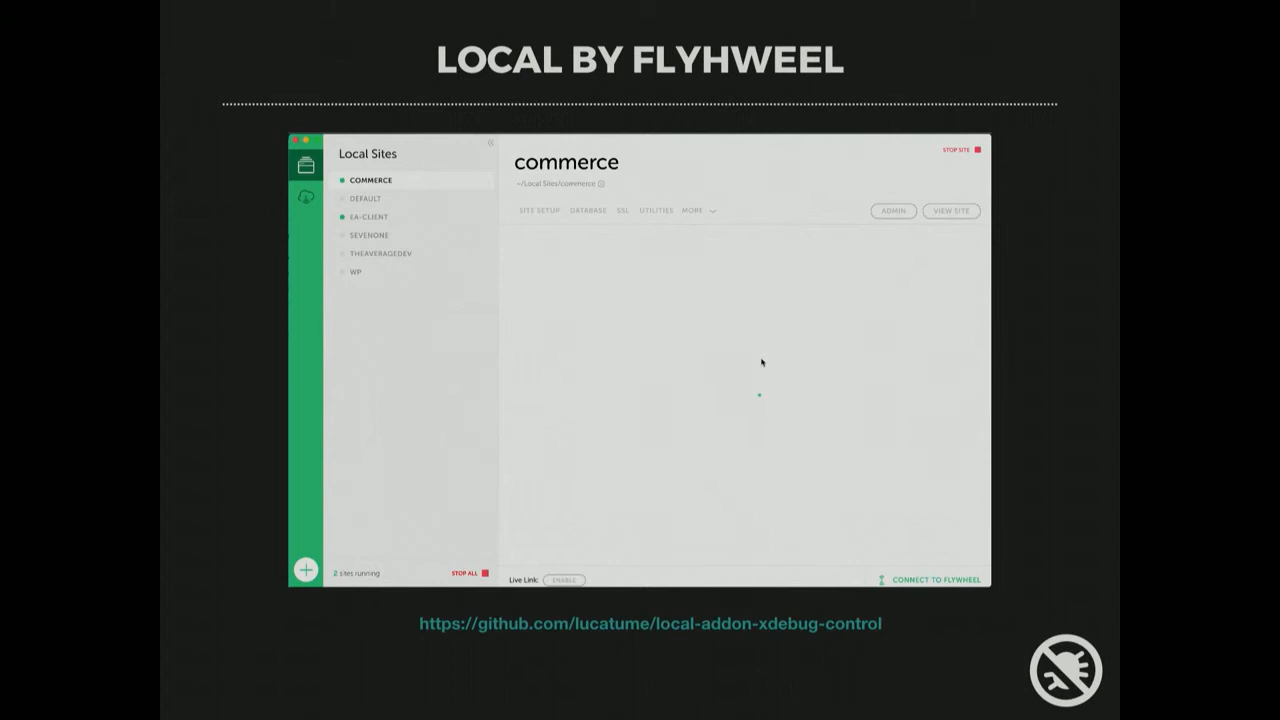 LOCAL BY FLYHWEEL
Local Sites
COMMERCE
DEFAULT
EA-CLIENT
SEVENONE
THEAVERAGEDEV
WP
2 sites running
STOP ALL
commerce
~/Local Sites/commerce
STOP SITE
SITE SETUP DATABASE SSL UTILITIES MORE
ADMIN VIEW SITE
Live Link: ENABLE
CONNECT TO FLYWHEEL
https://github.com/lucatume/local-addon-xdebug-control